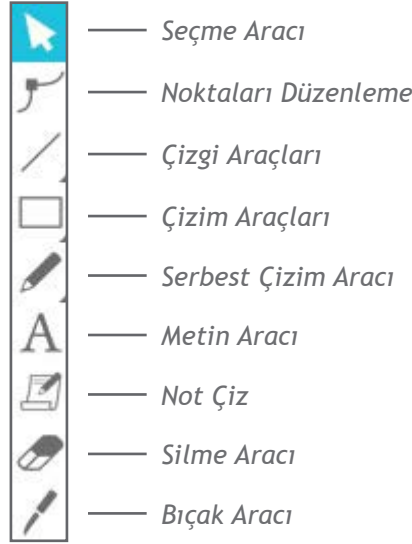 Seçme Aracı
Noktaları Düzenleme
Çizgi Araçları
Çizim Araçları
Serbest Çizim Aracı
A
Metin Aracı
Not Çiz
Silme Aracı
Bıçak Aracı